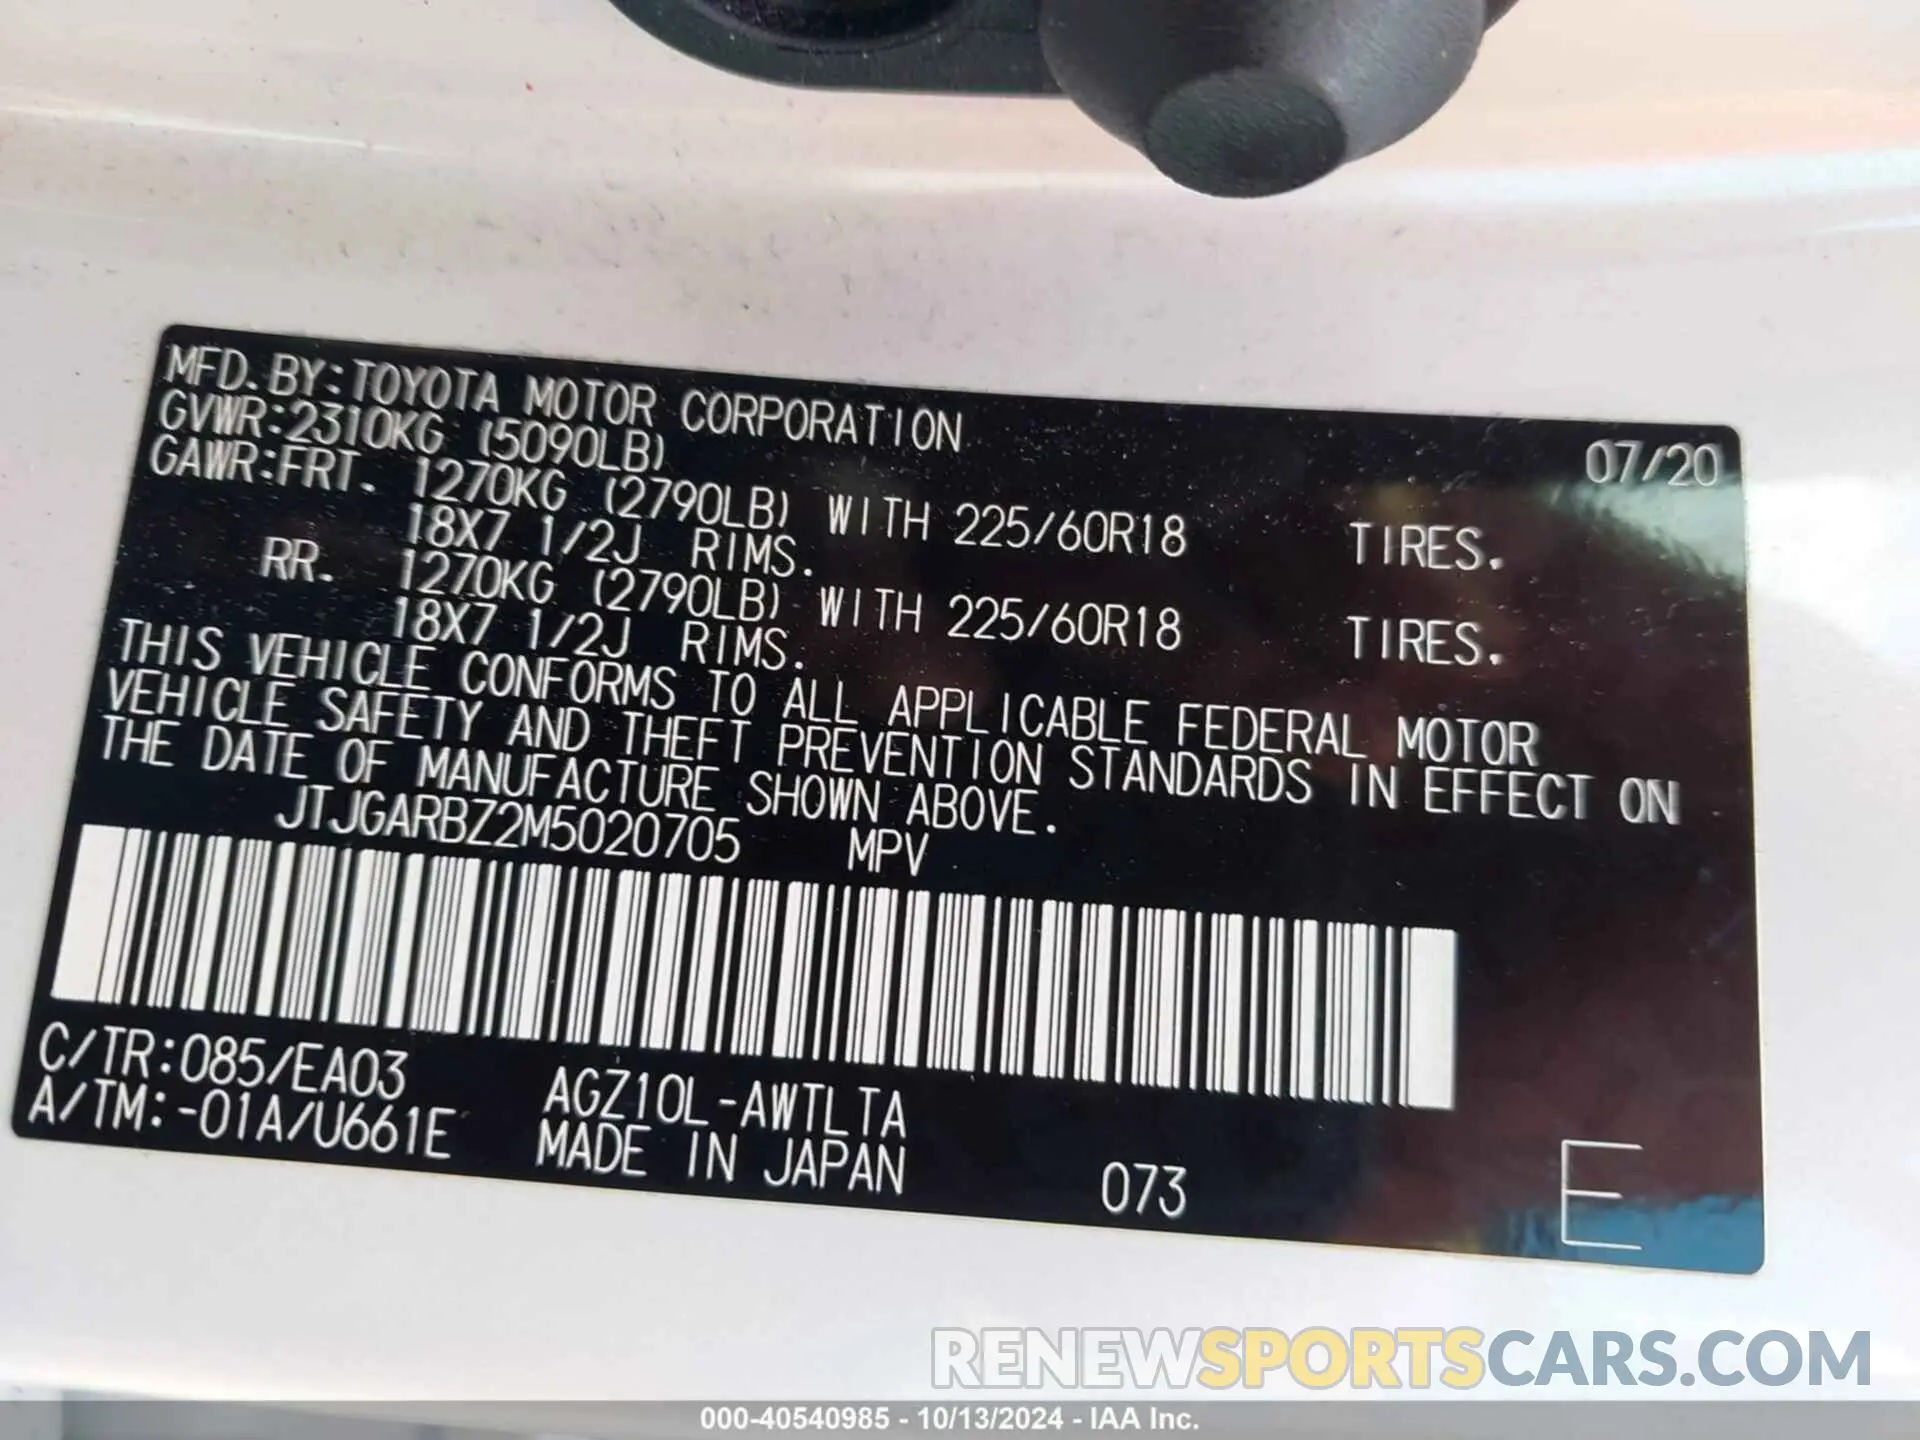 MFD. BY:TOYOTA MOTOR CORPORATION 07/20
GVWR:2310KG (5090LB)
GAWR:FRT. 1270KG (2790LB) WITH 225/60R18 TIRES.
18X7 1/2J RIMS.
RR. 1270KG (2790LB) WITH 225/60R18 TIRES.
18X7 1/2J RIMS.
THIS VEHICLE CONFORMS TO ALL APPLICABLE FEDERAL MOTOR
VEHICLE SAFETY AND THEFT PREVENTION STANDARDS IN EFFECT ON
THE DATE OF MANUFACTURE SHOWN ABOVE.
JTJGARBZ2M5020705 MPV
C/TR:085/EA03 AGZ10L-AWTLTA
A/TM:-01A/U661E MADE IN JAPAN 073 E
RENEWSPORTSCARS.COM
000-40540985 - 10/13/2024 - IAA Inc.